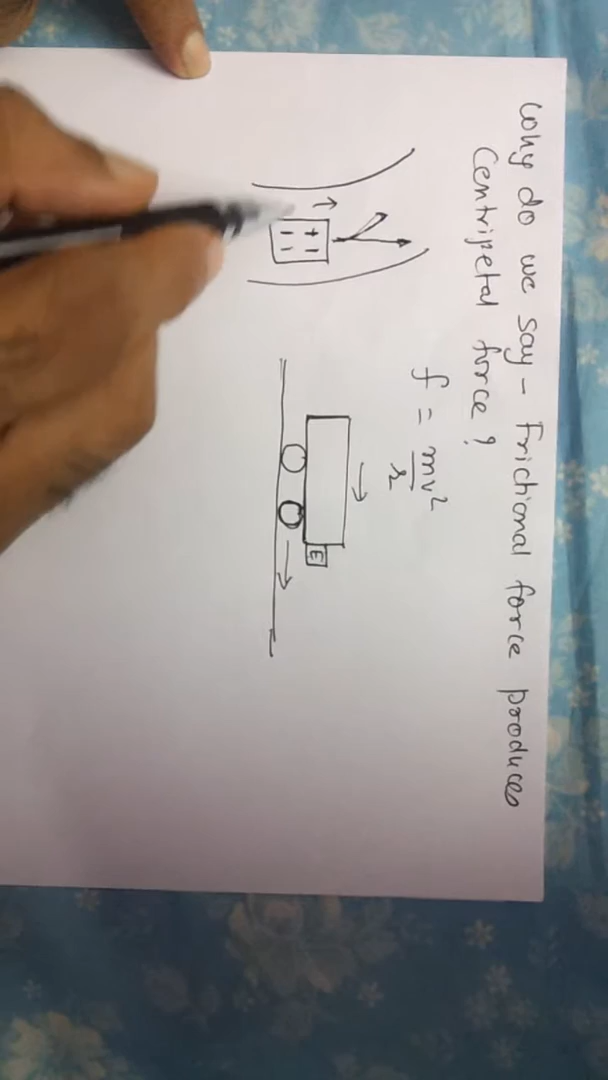 Why do we say - Frictional force produces
Centripetal force?
f = mv²/r
E